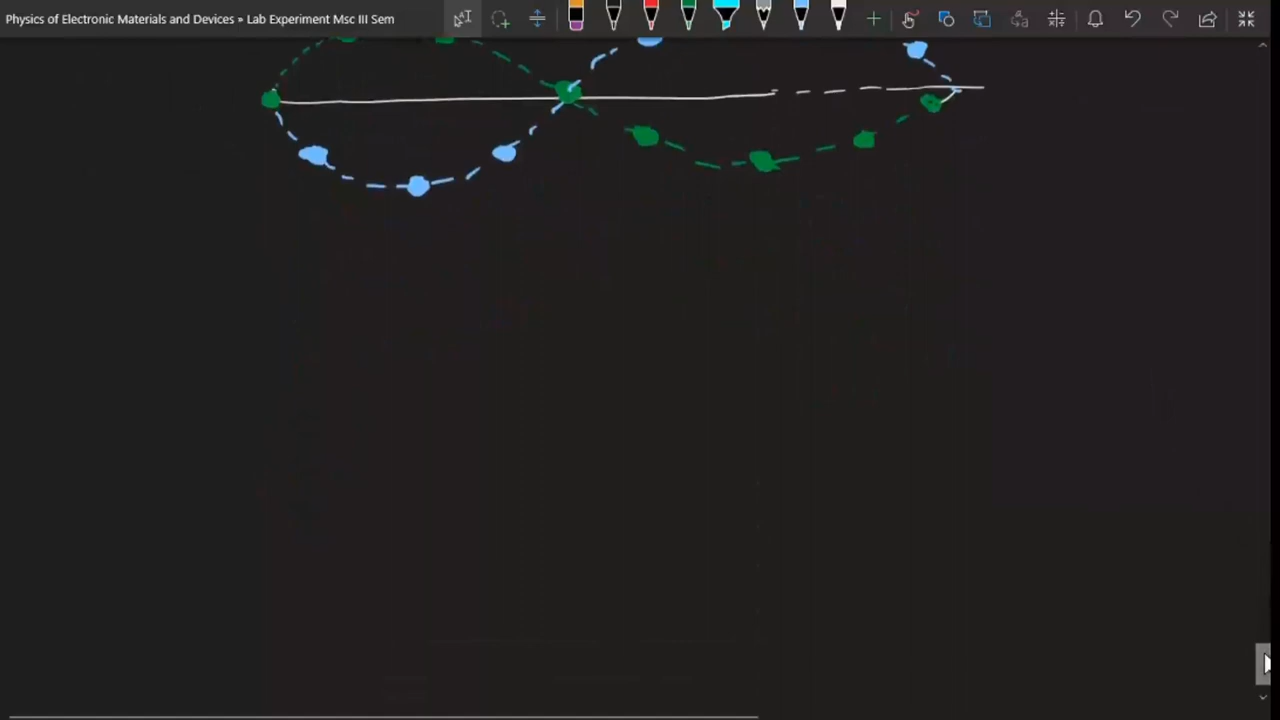 Physics of Electronic Materials and Devices » Lab Experiment Msc III Sem